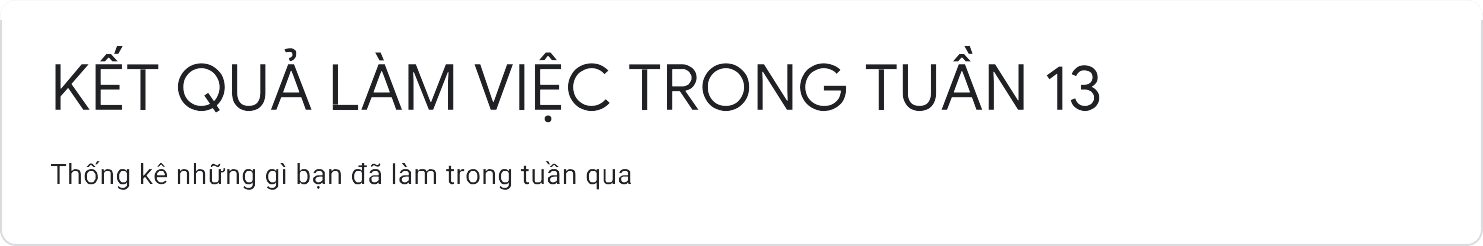 KẾT QUẢ LÀM VIỆC TRONG TUẦN 13
Thống kê những gì bạn đã làm trong tuần qua